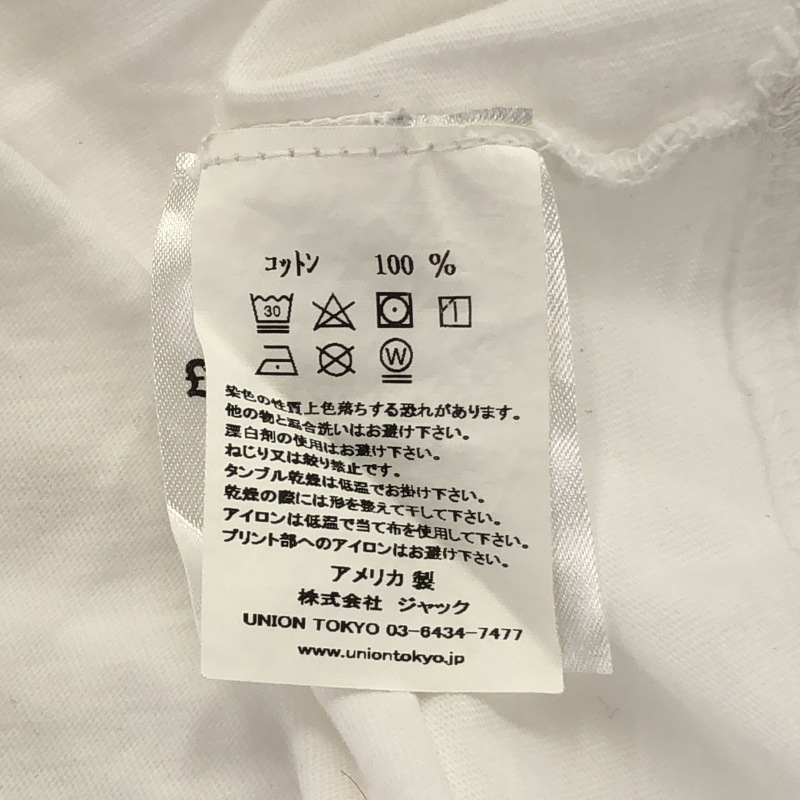 コットン 100 %
30
W
£
染色の性質上色落ちする恐れがあります。
他の物と混合洗いはお避け下さい。
漂白剤の使用はお避け下さい。
ねじり又は絞り禁止です。
タンブル乾燥は低温でお掛け下さい。
乾燥の際には形を整えて干して下さい。
アイロンは低温で当て布を使用して下さい。
プリント部へのアイロンはお避け下さい。
アメリカ 製
株式会社 ジャック
UNION TOKYO 03-6434-7477
www.uniontokyo.jp